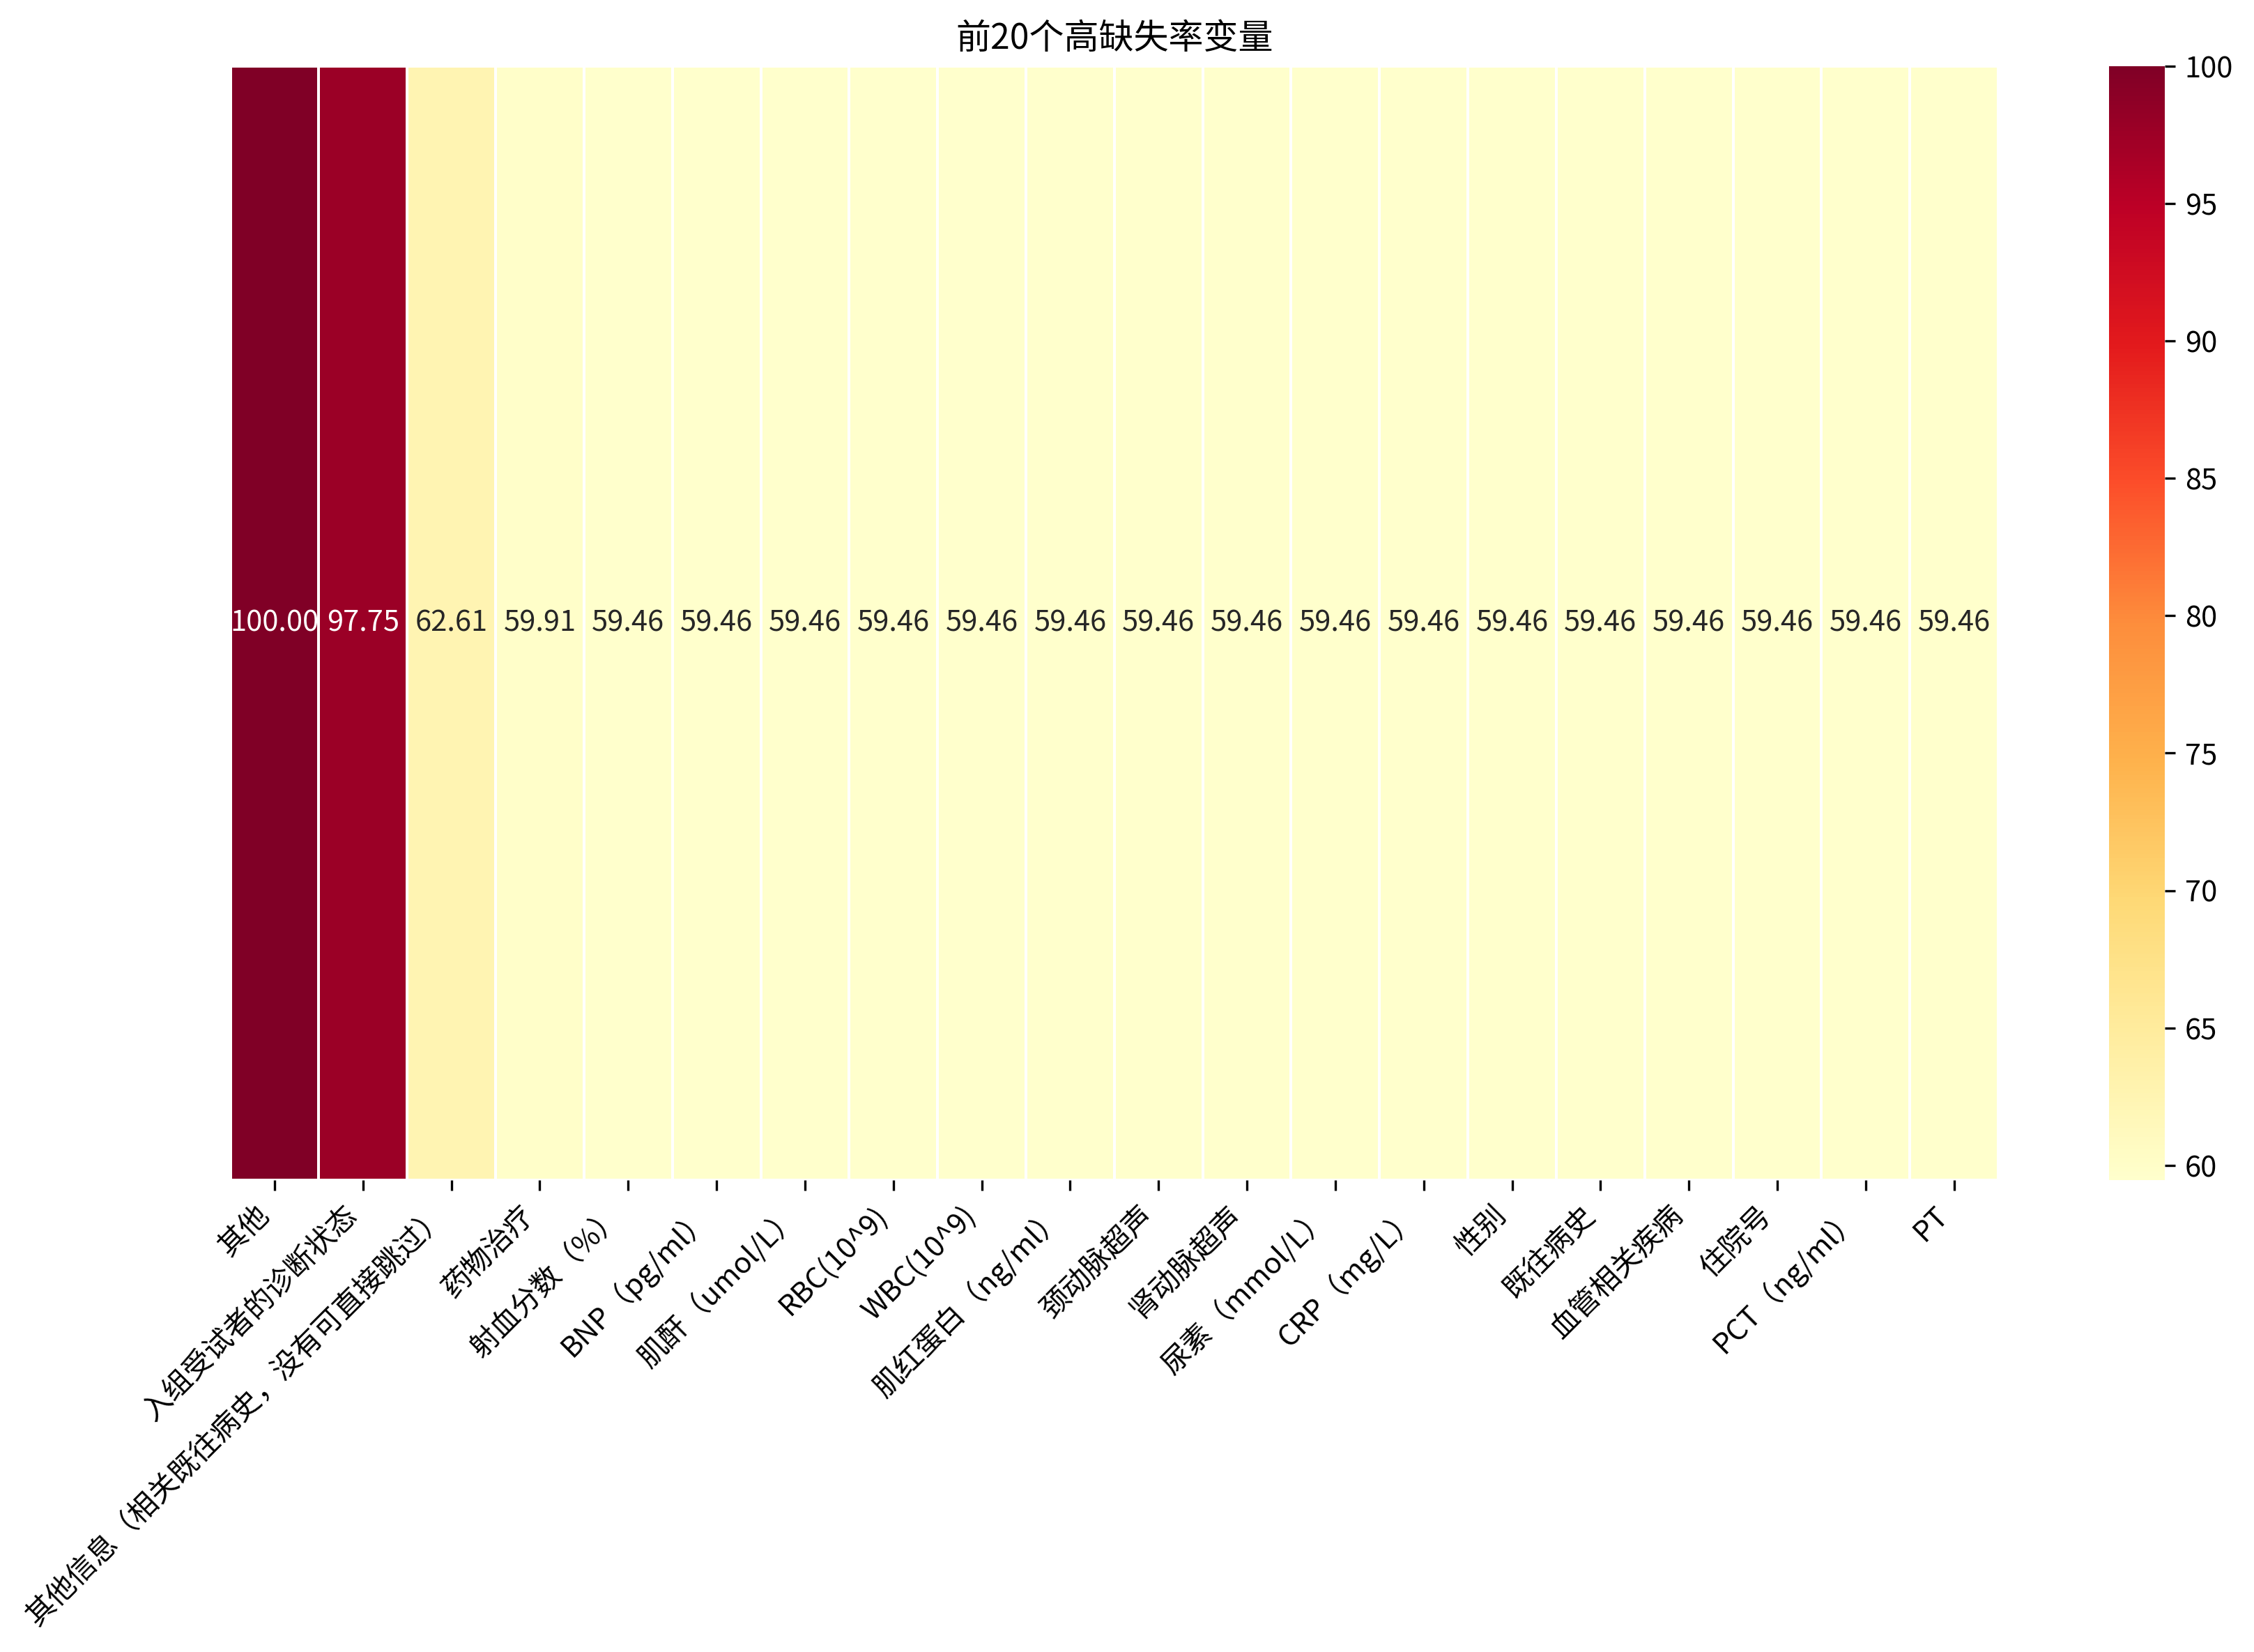 前20个高缺失率变量
100.00 97.75 62.61 59.91 59.46 59.46 59.46 59.46 59.46 59.46 59.46 59.46 59.46 59.46 59.46 59.46 59.46 59.46 59.46 59.46
其他
入组受试者的诊断状态
其他信息（相关既往病史，没有可直接跳过）
药物治疗
射血分数（%）
BNP（pg/ml）
肌酐（umol/L）
RBC(10^9)
WBC(10^9)
肌红蛋白（ng/ml）
颈动脉超声
肾动脉超声
尿素（mmol/L）
CRP（mg/L）
性别
既往病史
血管相关疾病
住院号
PCT（ng/ml）
PT
100
95
90
85
80
75
70
65
60